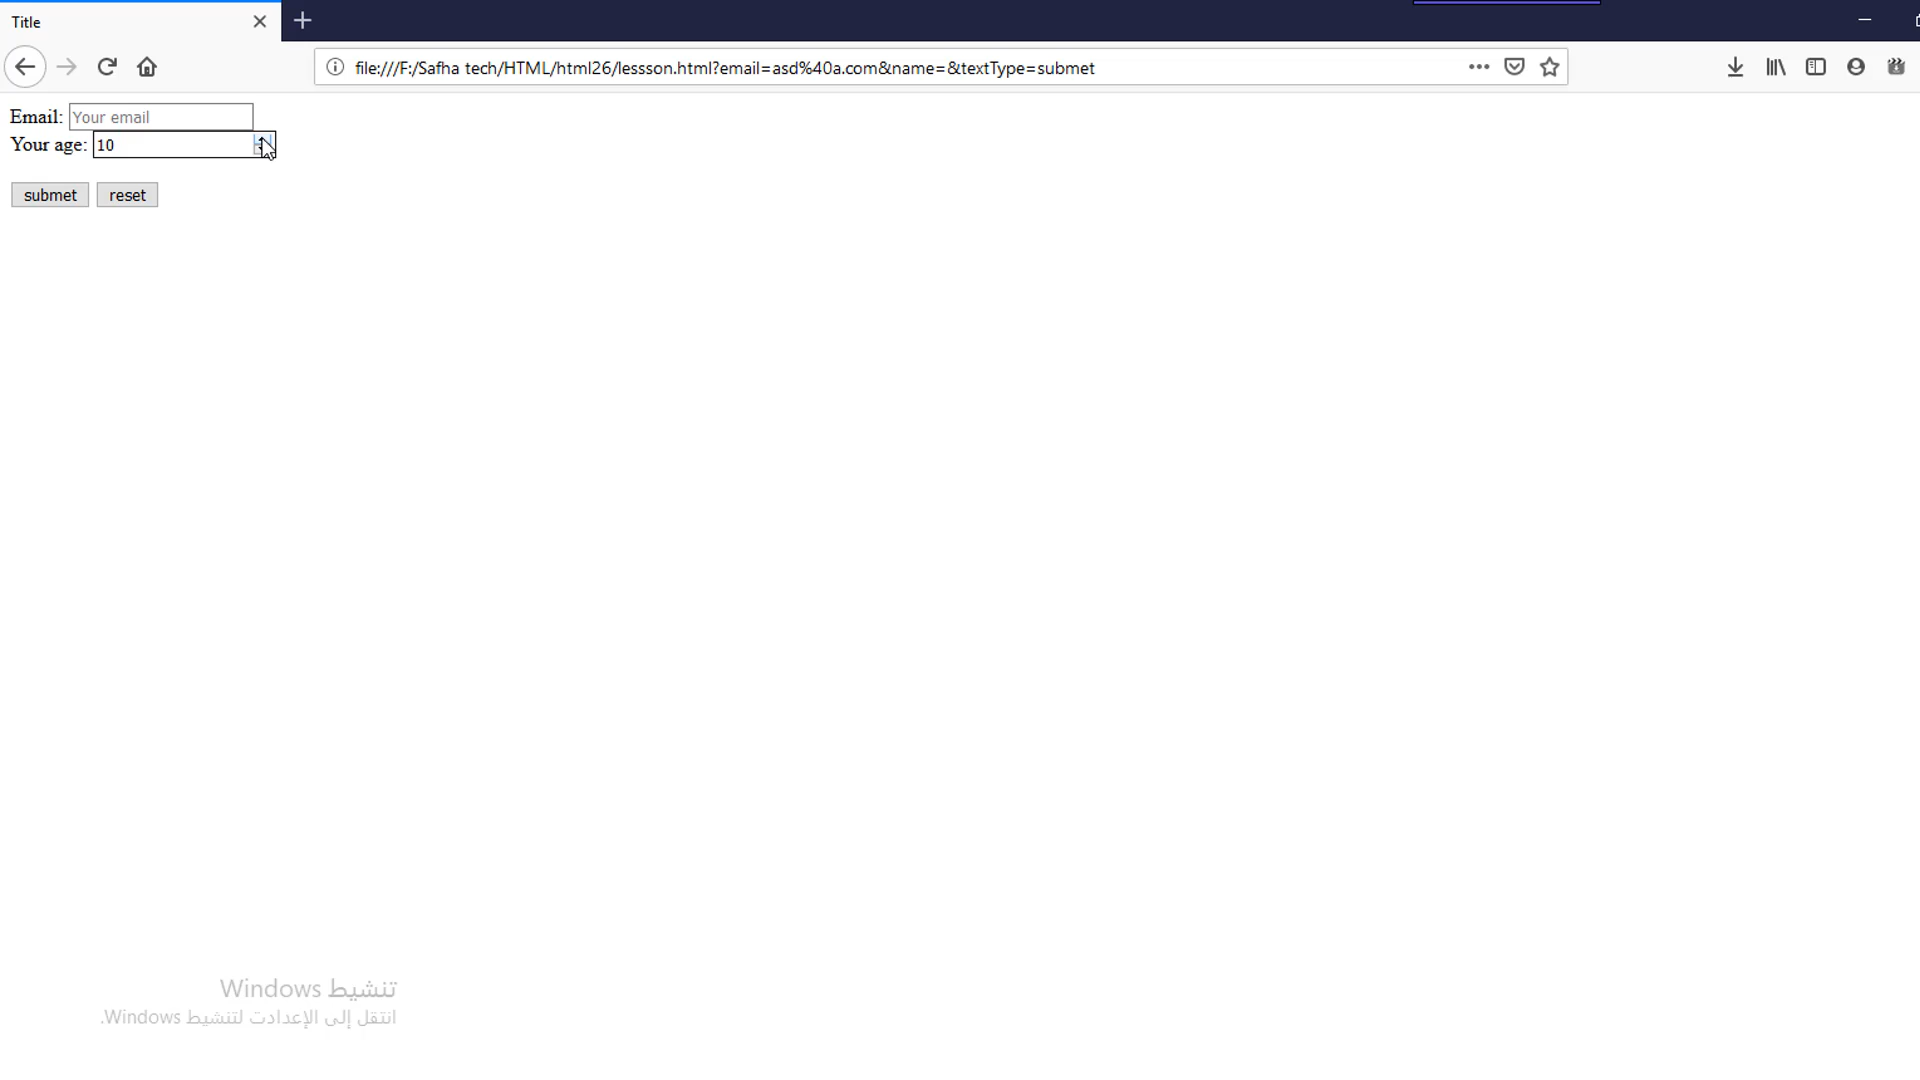 Title
file:///F:/Safha tech/HTML/html26/lessson.html?email=asd%40a.com&name=&textType=submet
Email: Your email
Your age: 10
submet reset
تنشيط Windows
انتقل إلى الإعدادت لتنشيط Windows.